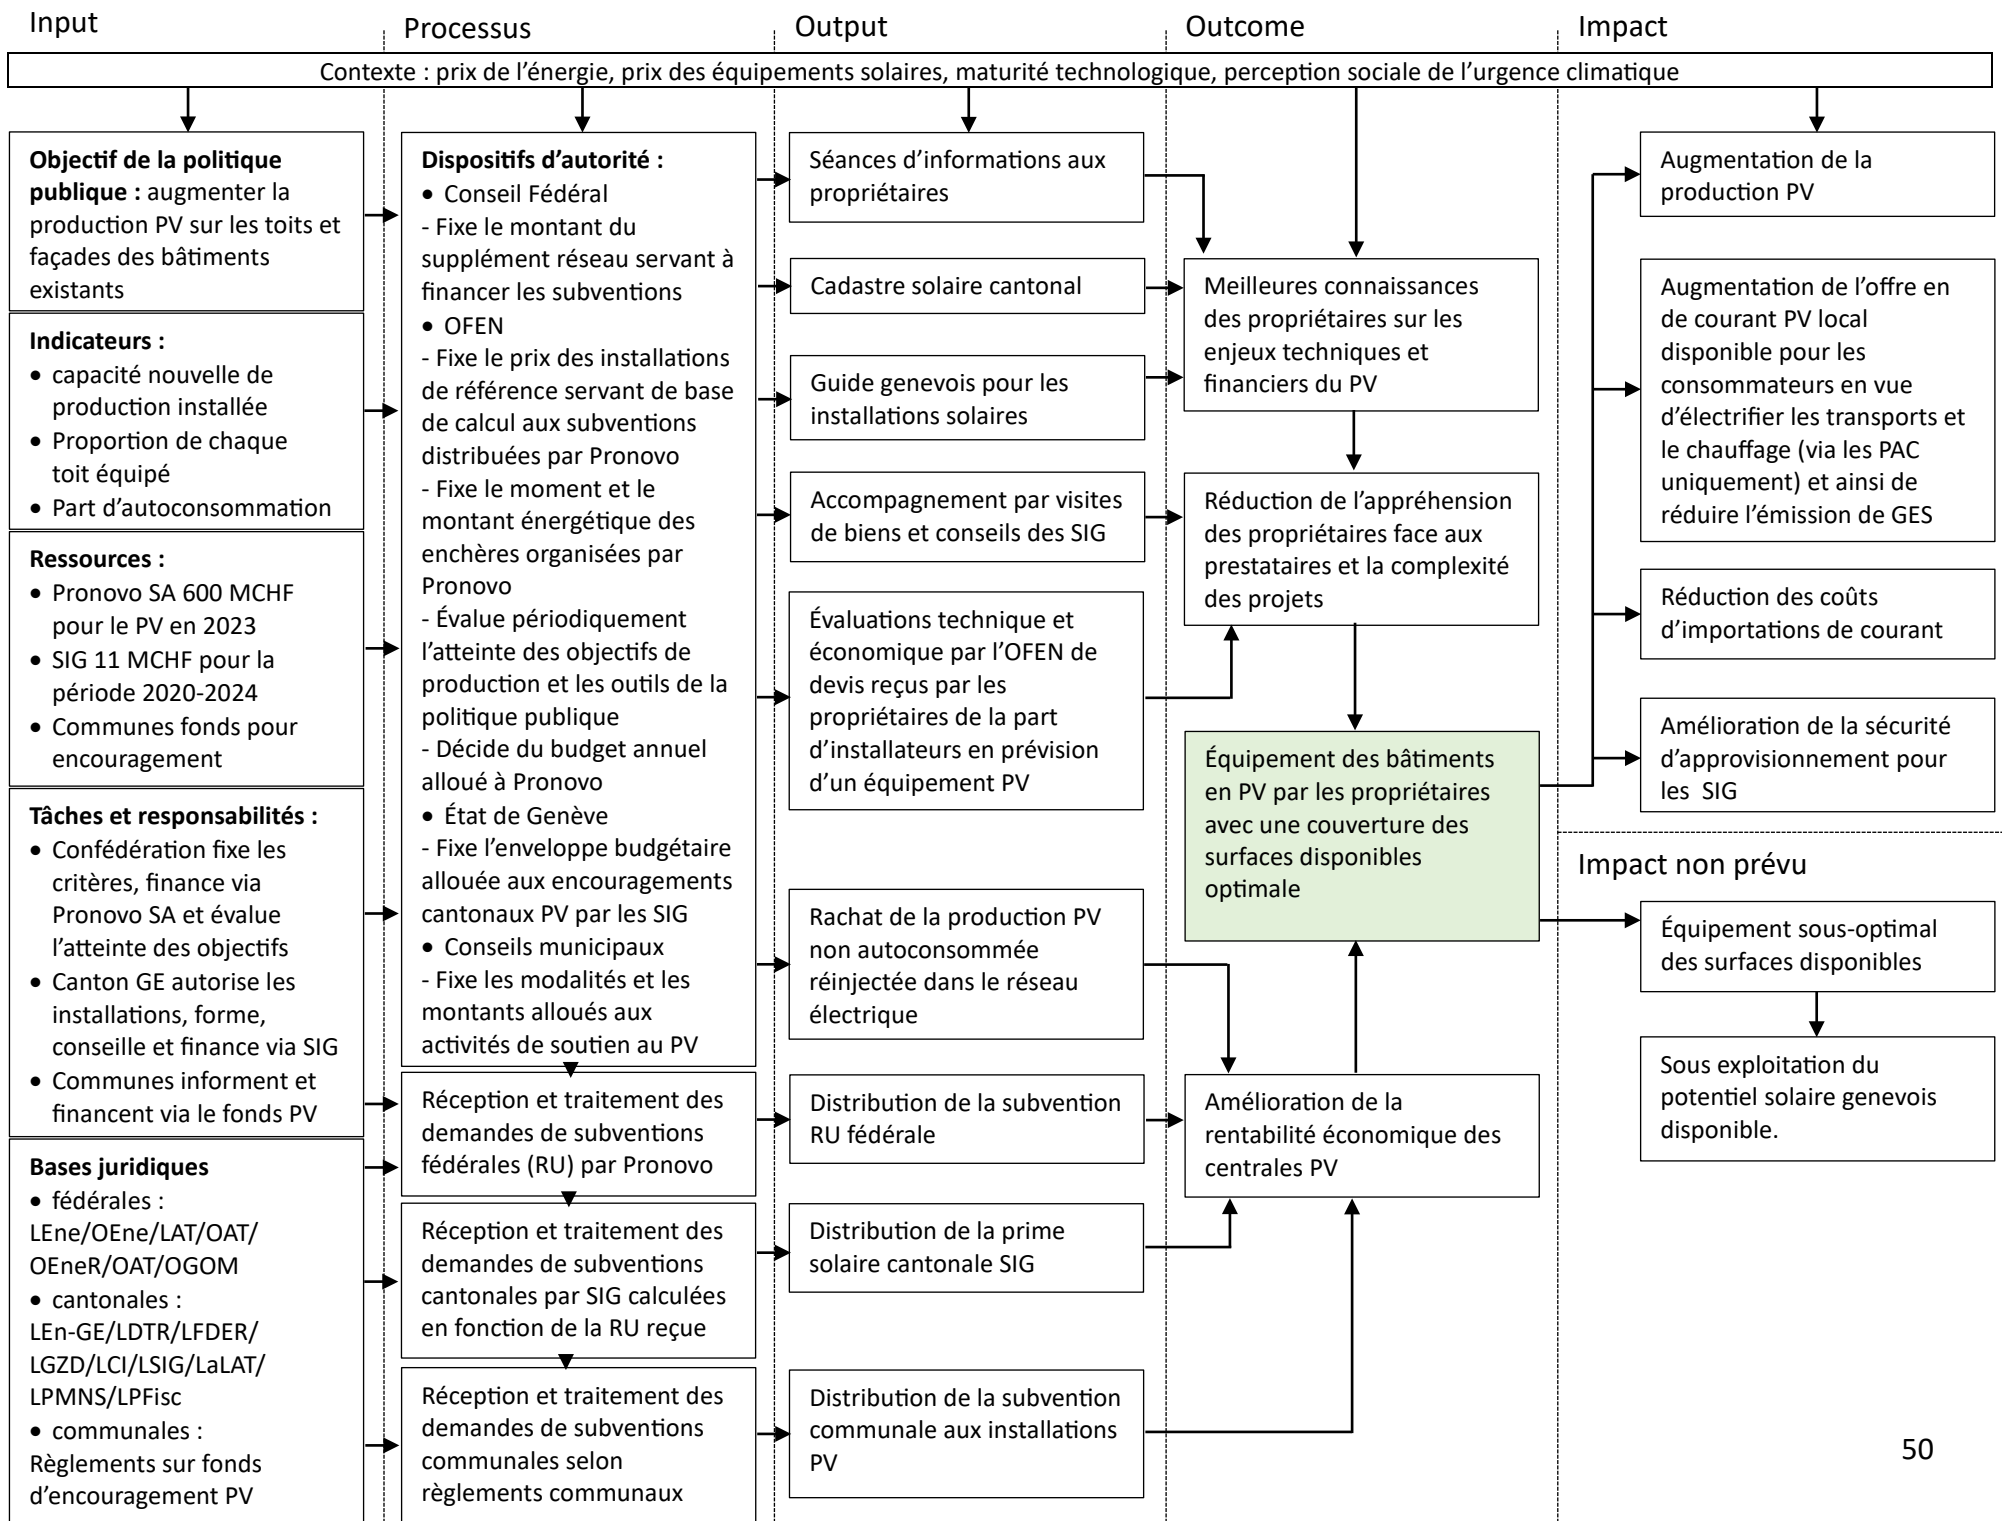 Input
Processus
Output
Outcome
Impact
Contexte : prix de l’énergie, prix des équipements solaires, maturité technologique, perception sociale de l’urgence climatique
Objectif de la politique
publique : augmenter la
production PV sur les toits et
façades des bâtiments
existants
Indicateurs :
• capacité nouvelle de
production installée
• Proportion de chaque
toit équipé
• Part d’autoconsommation
Ressources :
• Pronovo SA 600 MCHF
pour le PV en 2023
• SIG 11 MCHF pour la
période 2020-2024
• Communes fonds pour
encouragement
Tâches et responsabilités :
• Confédération fixe les
critères, finance via
Pronovo SA et évalue
l’atteinte des objectifs
• Canton GE autorise les
installations, forme,
conseille et finance via SIG
• Communes informent et
financent via le fonds PV
Bases juridiques
• fédérales :
LEne/OEne/LAT/OAT/
OEneR/OAT/OGOM
• cantonales :
LEn-GE/LDTR/LFDER/
LGZD/LCI/LSIG/LaLAT/
LPMNS/LPFisc
• communales :
Règlements sur fonds
d’encouragement PV
Dispositifs d’autorité :
• Conseil Fédéral
- Fixe le montant du
supplément réseau servant à
financer les subventions
• OFEN
- Fixe le prix des installations
de référence servant de base
de calcul aux subventions
distribuées par Pronovo
- Fixe le moment et le
montant énergétique des
enchères organisées par
Pronovo
- Évalue périodiquement
l’atteinte des objectifs de
production et les outils de la
politique publique
- Décide du budget annuel
alloué à Pronovo
• État de Genève
- Fixe l’enveloppe budgétaire
allouée aux encouragements
cantonaux PV par les SIG
• Conseils municipaux
- Fixe les modalités et les
montants alloués aux
activités de soutien au PV
Réception et traitement des
demandes de subventions
fédérales (RU) par Pronovo
Réception et traitement des
demandes de subventions
cantonales par SIG calculées
en fonction de la RU reçue
Réception et traitement des
demandes de subventions
communales selon
règlements communaux
Séances d’informations aux
propriétaires
Cadastre solaire cantonal
Guide genevois pour les
installations solaires
Accompagnement par visites
de biens et conseils des SIG
Évaluations technique et
économique par l’OFEN de
devis reçus par les
propriétaires de la part
d’installateurs en prévision
d’un équipement PV
Rachat de la production PV
non autoconsommée
réinjectée dans le réseau
électrique
Distribution de la subvention
RU fédérale
Distribution de la prime
solaire cantonale SIG
Distribution de la subvention
communale aux installations
PV
Meilleures connaissances
des propriétaires sur les
enjeux techniques et
financiers du PV
Réduction de l’appréhension
des propriétaires face aux
prestataires et la complexité
des projets
Équipement des bâtiments
en PV par les propriétaires
avec une couverture des
surfaces disponibles
optimale
Amélioration de la
rentabilité économique des
centrales PV
Augmentation de la
production PV
Augmentation de l’offre en
de courant PV local
disponible pour les
consommateurs en vue
d’électrifier les transports et
le chauffage (via les PAC
uniquement) et ainsi de
réduire l’émission de GES
Réduction des coûts
d’importations de courant
Amélioration de la sécurité
d’approvisionnement pour
les SIG
Impact non prévu
Équipement sous-optimal
des surfaces disponibles
Sous exploitation du
potentiel solaire genevois
disponible.
50